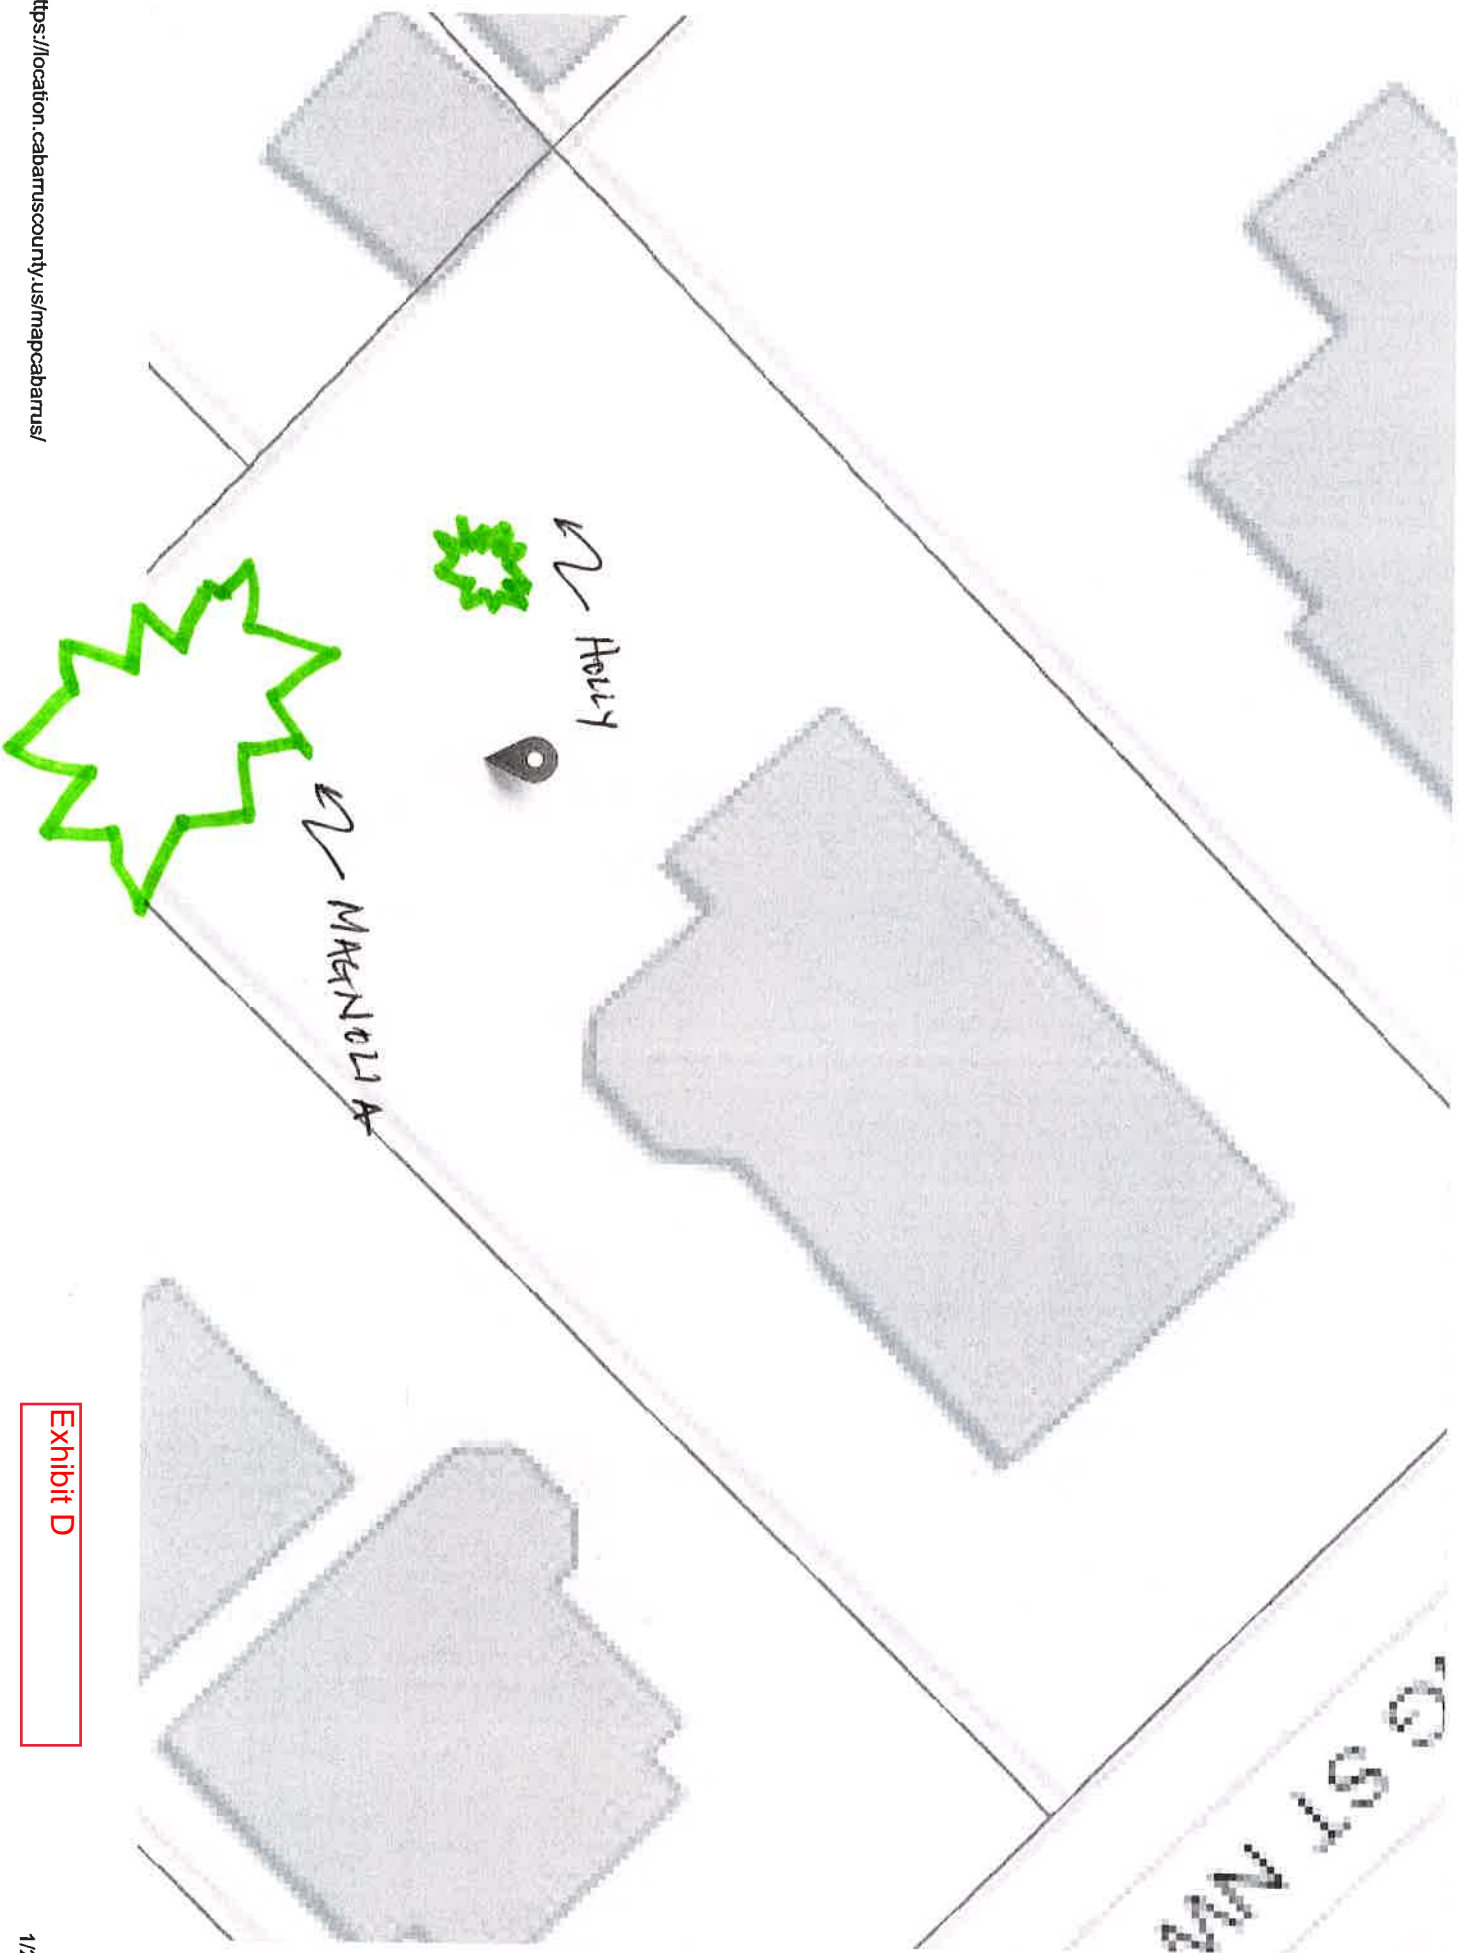 G ST NW
HOLLY
MAGNOLIA
ttps://location.cabarruscounty.us/mapcabarrus/
Exhibit D